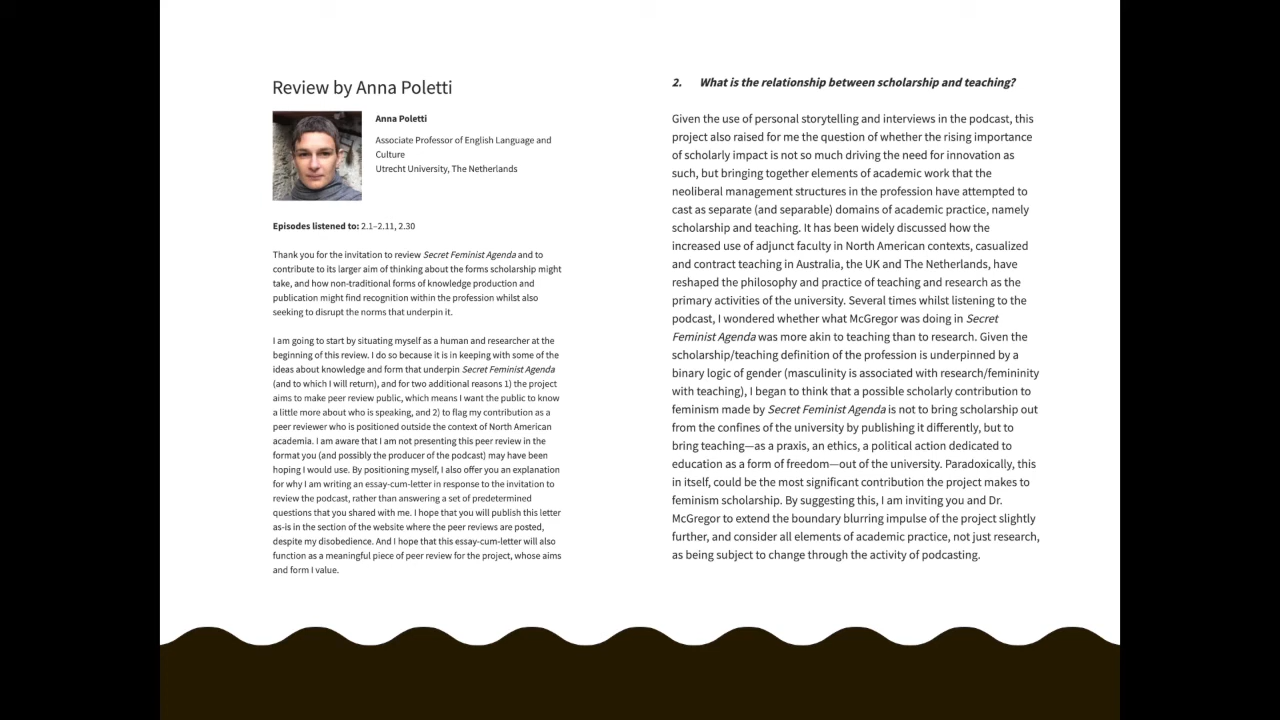 Review by Anna Poletti
Anna Poletti
Associate Professor of English Language and
Culture
Utrecht University, The Netherlands
Episodes listened to: 2.1–2.11, 2.30
Thank you for the invitation to review Secret Feminist Agenda and to
contribute to its larger aim of thinking about the forms scholarship might
take, and how non-traditional forms of knowledge production and
publication might find recognition within the profession whilst also
seeking to disrupt the norms that underpin it.
I am going to start by situating myself as a human and researcher at the
beginning of this review. I do so because it is in keeping with some of the
ideas about knowledge and form that underpin Secret Feminist Agenda
(and to which I will return), and for two additional reasons 1) the project
aims to make peer review public, which means I want the public to know
a little more about who is speaking, and 2) to flag my contribution as a
peer reviewer who is positioned outside the context of North American
academia. I am aware that I am not presenting this peer review in the
format you (and possibly the producer of the podcast) may have been
hoping I would use. By positioning myself, I also offer you an explanation
for why I am writing an essay-cum-letter in response to the invitation to
review the podcast, rather than answering a set of predetermined
questions that you shared with me. I hope that you will publish this letter
as-is in the section of the website where the peer reviews are posted,
despite my disobedience. And I hope that this essay-cum-letter will also
function as a meaningful piece of peer review for the project, whose aims
and form I value.
2. What is the relationship between scholarship and teaching?
Given the use of personal storytelling and interviews in the podcast, this
project also raised for me the question of whether the rising importance
of scholarly impact is not so much driving the need for innovation as
such, but bringing together elements of academic work that the
neoliberal management structures in the profession have attempted to
cast as separate (and separable) domains of academic practice, namely
scholarship and teaching. It has been widely discussed how the
increased use of adjunct faculty in North American contexts, casualized
and contract teaching in Australia, the UK and The Netherlands, have
reshaped the philosophy and practice of teaching and research as the
primary activities of the university. Several times whilst listening to the
podcast, I wondered whether what McGregor was doing in Secret
Feminist Agenda was more akin to teaching than to research. Given the
scholarship/teaching definition of the profession is underpinned by a
binary logic of gender (masculinity is associated with research/femininity
with teaching), I began to think that a possible scholarly contribution to
feminism made by Secret Feminist Agenda is not to bring scholarship out
from the confines of the university by publishing it differently, but to
bring teaching—as a praxis, an ethics, a political action dedicated to
education as a form of freedom—out of the university. Paradoxically, this
in itself, could be the most significant contribution the project makes to
feminism scholarship. By suggesting this, I am inviting you and Dr.
McGregor to extend the boundary blurring impulse of the project slightly
further, and consider all elements of academic practice, not just research,
as being subject to change through the activity of podcasting.